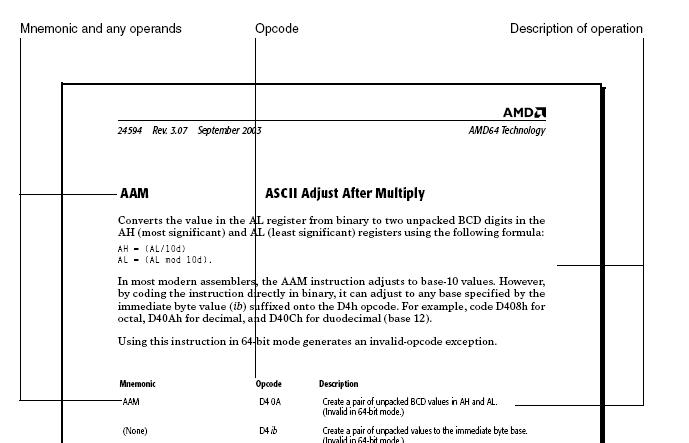 Mnemonic and any operands Opcode Description of operation
AMD
24594 Rev. 3.07 September 2003 AMD64 Technology
AAM ASCII Adjust After Multiply
Converts the value in the AL register from binary to two unpacked BCD digits in the
AH (most significant) and AL (least significant) registers using the following formula:
AH = (AL/10d)
AL = (AL mod 10d).
In most modern assemblers, the AAM instruction adjusts to base-10 values. However,
by coding the instruction directly in binary, it can adjust to any base specified by the
immediate byte value (ib) suffixed onto the D4h opcode. For example, code D408h for
octal, D40Ah for decimal, and D40Ch for duodecimal (base 12).
Using this instruction in 64-bit mode generates an invalid-opcode exception.
Mnemonic Opcode Description
AAM D4 0A Create a pair of unpacked BCD values in AH and AL.
(Invalid in 64-bit mode.)
(None) D4 ib Create a pair of unpacked values to the immediate byte base.
(Invalid in 64-bit mode.)